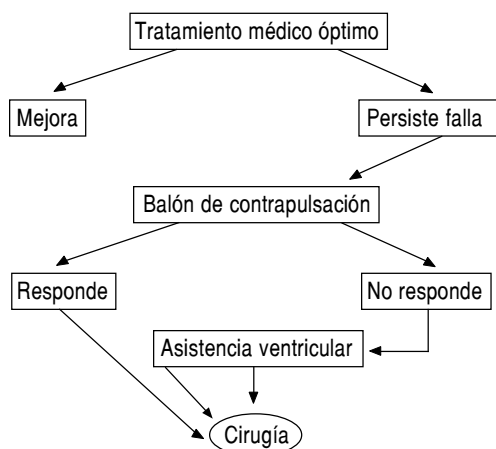 Tratamiento médico óptimo
Mejora
Persiste falla
Balón de contrapulsación
Responde
No responde
Asistencia ventricular
Cirugía